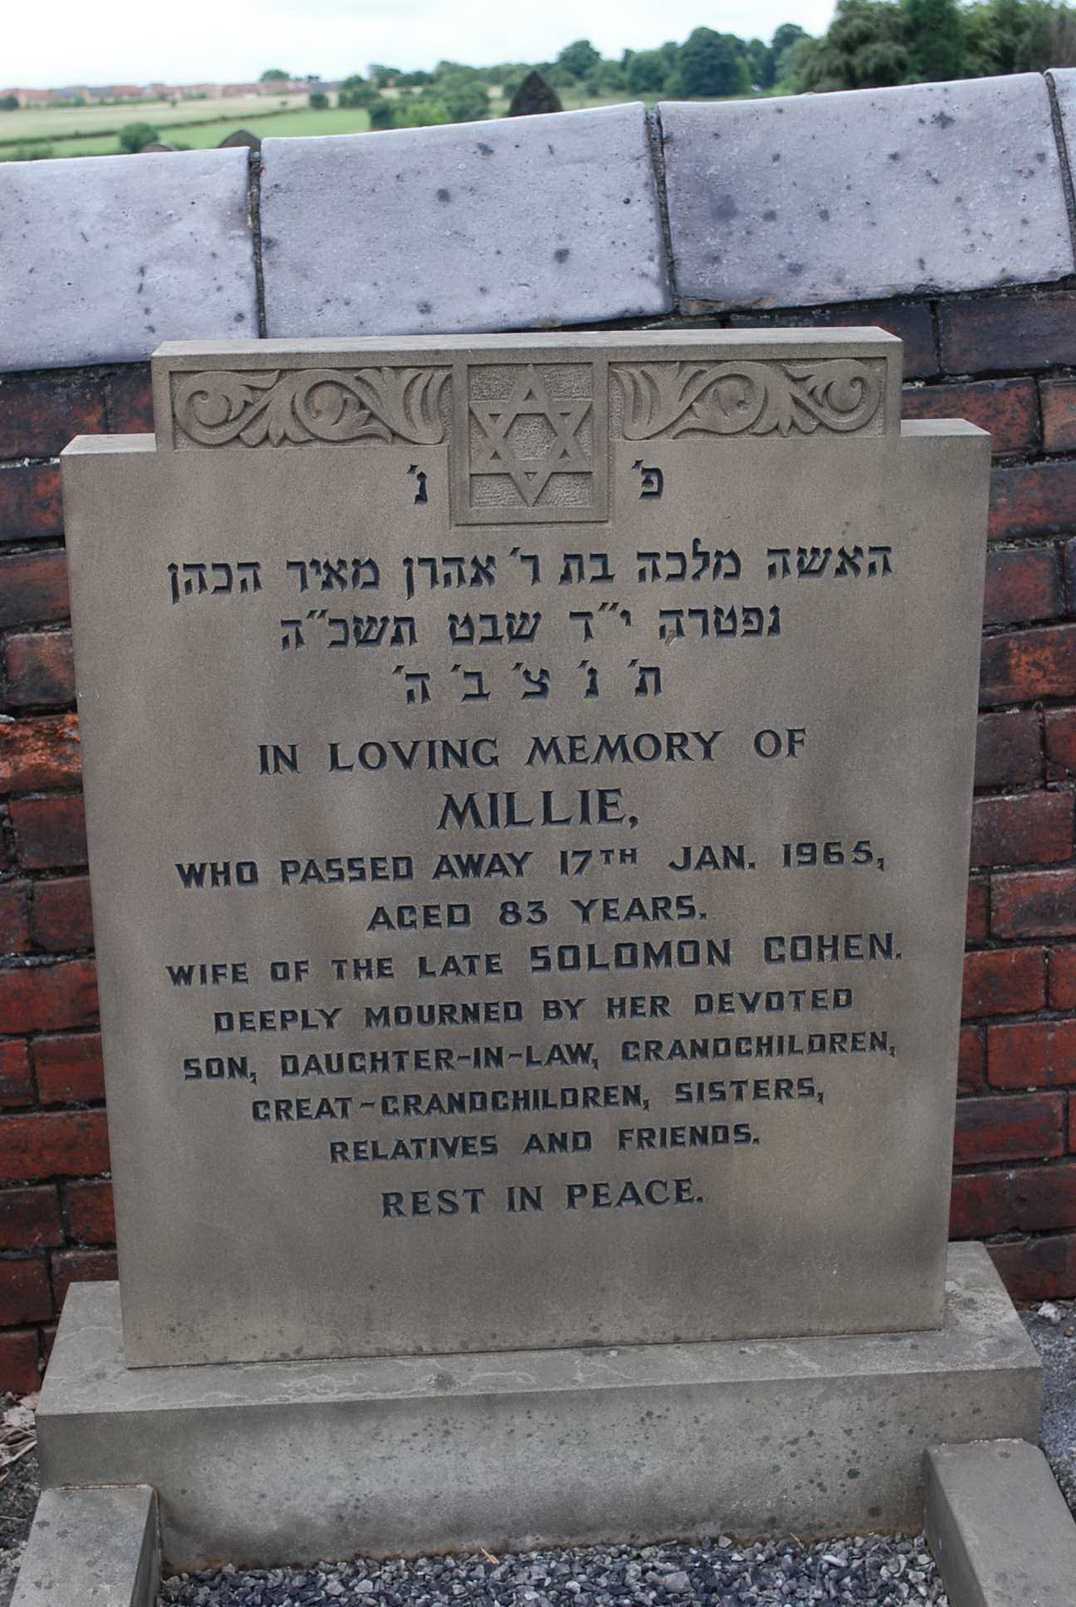 פ׳ נ׳
האשה מלכה בת ר׳ אהרן מאיר הכהן
נפטרה י״ד שבט תשכ״ה
ת׳ נ׳ צ׳ ב׳ ה׳
IN LOVING MEMORY OF
MILLIE,
WHO PASSED AWAY 17TH JAN. 1965,
AGED 83 YEARS.
WIFE OF THE LATE SOLOMON COHEN.
DEEPLY MOURNED BY HER DEVOTED
SON, DAUGHTER-IN-LAW, GRANDCHILDREN,
GREAT-GRANDCHILDREN, SISTERS,
RELATIVES AND FRIENDS.
REST IN PEACE.